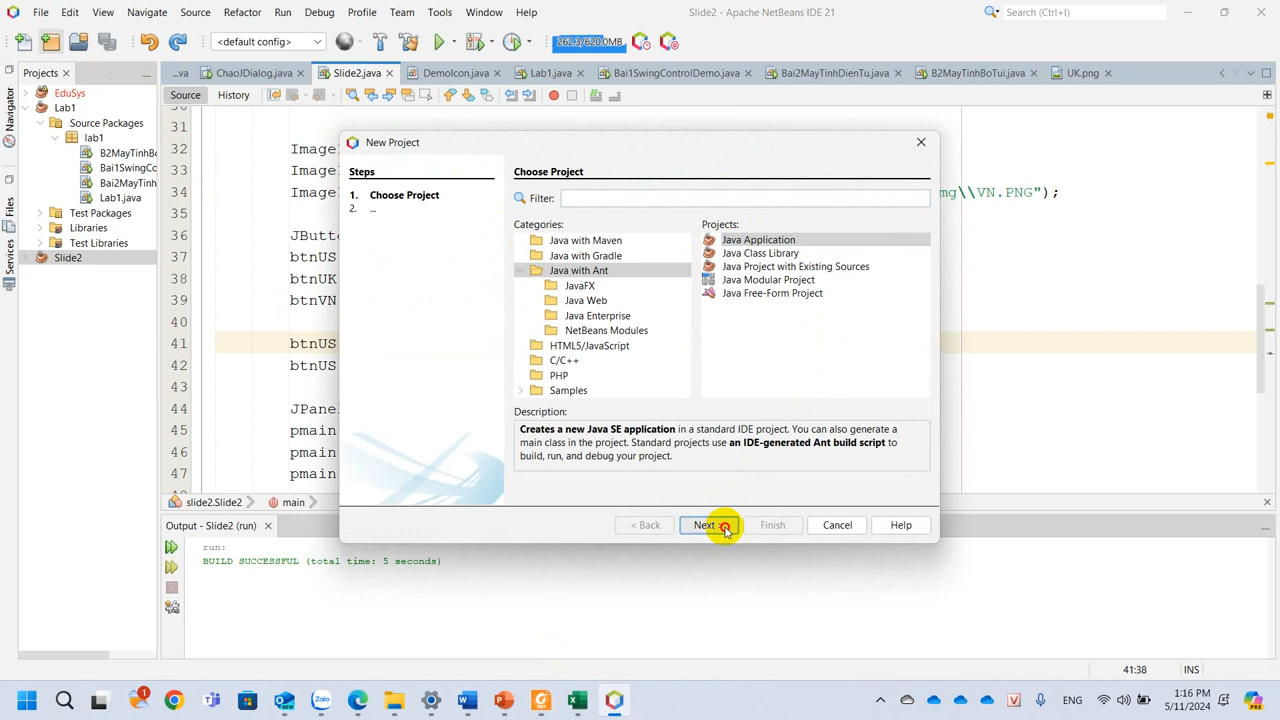 File Edit View Navigate Source Refactor Run Debug Profile Team Tools Window Help
Slide2 - Apache NetBeans IDE 21
Search (Ctrl+I)
<default config>
262.3/620.0MB
Projects
...va
ChaoJDialog.java
Slide2.java
DemoIcon.java
Lab1.java
Bai1SwingControlDemo.java
Bai2MayTinhDienTu.java
B2MayTinhBoTui.java
UK.png
Navigator
Files
Services
EduSys
Lab1
Source Packages
lab1
B2MayTinhBo
Bai1SwingCo
Bai2MayTinh
Lab1.java
Test Packages
Libraries
Test Libraries
Slide2
Source History
31
32 ImageI
33 ImageI
34 ImageI mg\\VN.PNG");
35
36 JButto
37 btnUS
38 btnUK
39 btnVN
40
41 btnUS
42 btnUS
43
44 JPanel
45 pmain
46 pmain
47 pmain
New Project
Steps
1. Choose Project
2. ...
Choose Project
Filter:
Categories:
Java with Maven
Java with Gradle
Java with Ant
JavaFX
Java Web
Java Enterprise
NetBeans Modules
HTML5/JavaScript
C/C++
PHP
Samples
Projects:
Java Application
Java Class Library
Java Project with Existing Sources
Java Modular Project
Java Free-Form Project
Description:
Creates a new Java SE application in a standard IDE project. You can also generate a
main class in the project. Standard projects use an IDE-generated Ant build script to
build, run, and debug your project.
< Back Next Finish Cancel Help
slide2.Slide2 main
Output - Slide2 (run)
run:
BUILD SUCCESSFUL (total time: 5 seconds)
41:38 INS
ENG
1:16 PM
5/11/2024